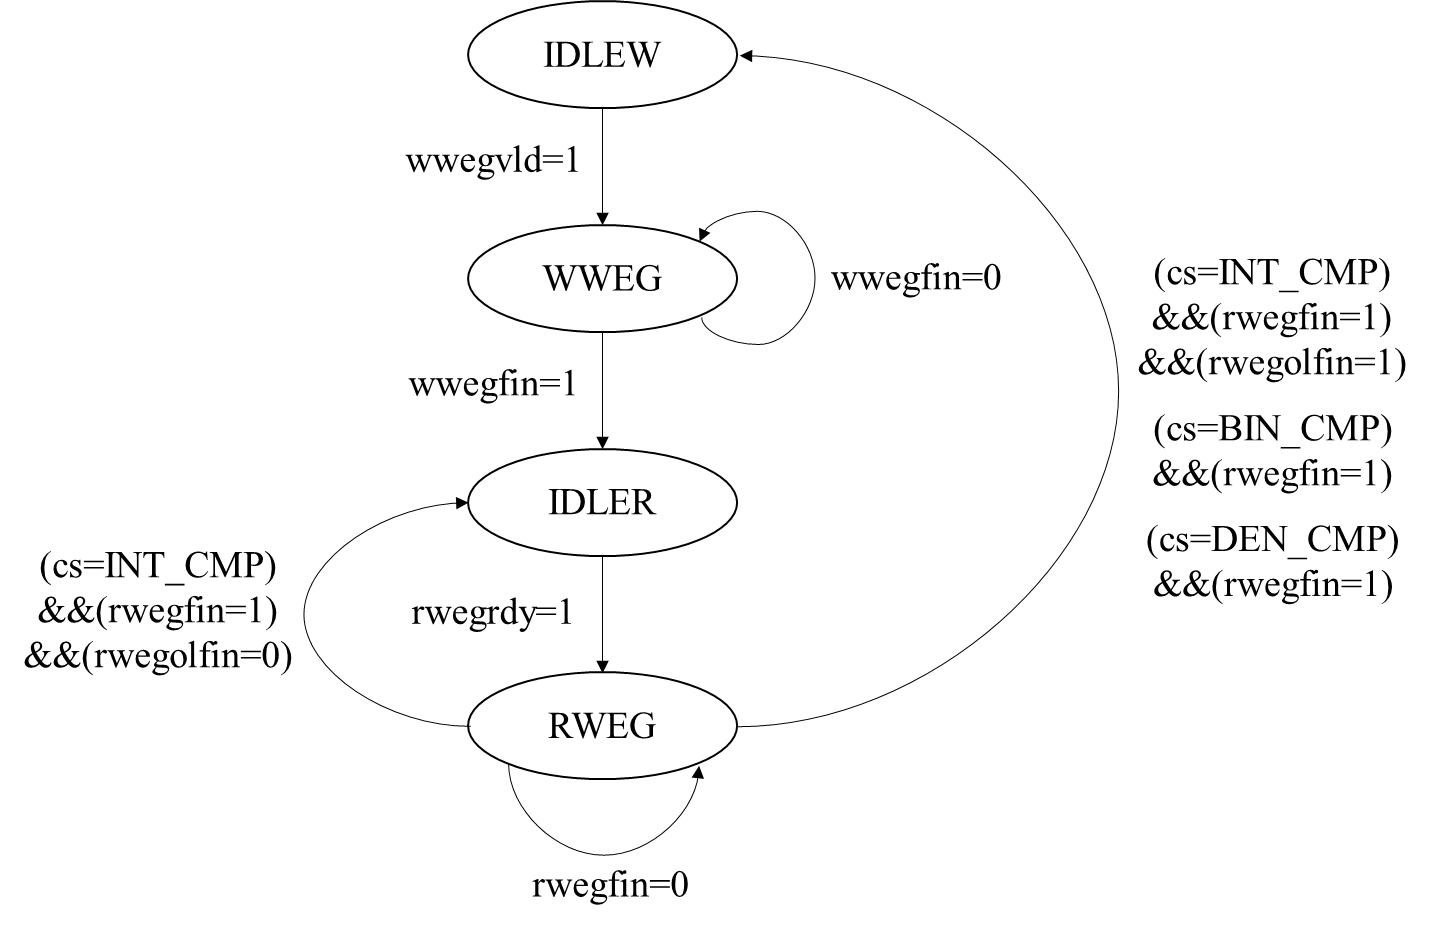 IDLEW
wwegvld=1
WWEG
wwegfin=0
(cs=INT_CMP)
&&(rwegfin=1)
&&(rwegolfin=1)
wwegfin=1
(cs=BIN_CMP)
&&(rwegfin=1)
IDLER
(cs=DEN_CMP)
&&(rwegfin=1)
(cs=INT_CMP)
&&(rwegfin=1)
&&(rwegolfin=0)
rwegrdy=1
RWEG
rwegfin=0